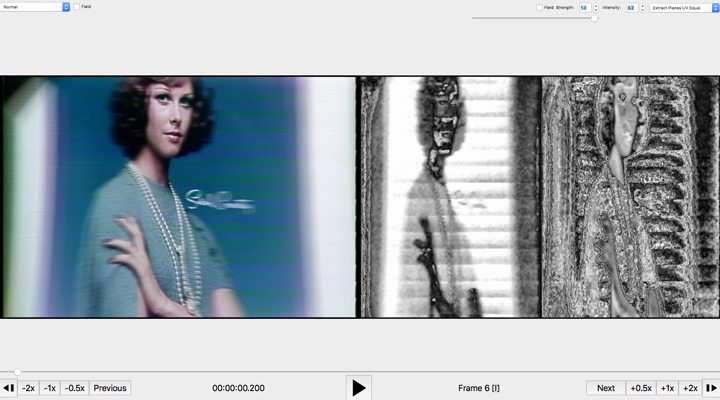 Normal
Field
Field Strength:
Intensity:
Extract Planes UV Equal.
-2x
-1x
-0.5x
Previous
00:00:00.200
Frame 6 [I]
Next
+0.5x
+1x
+2x